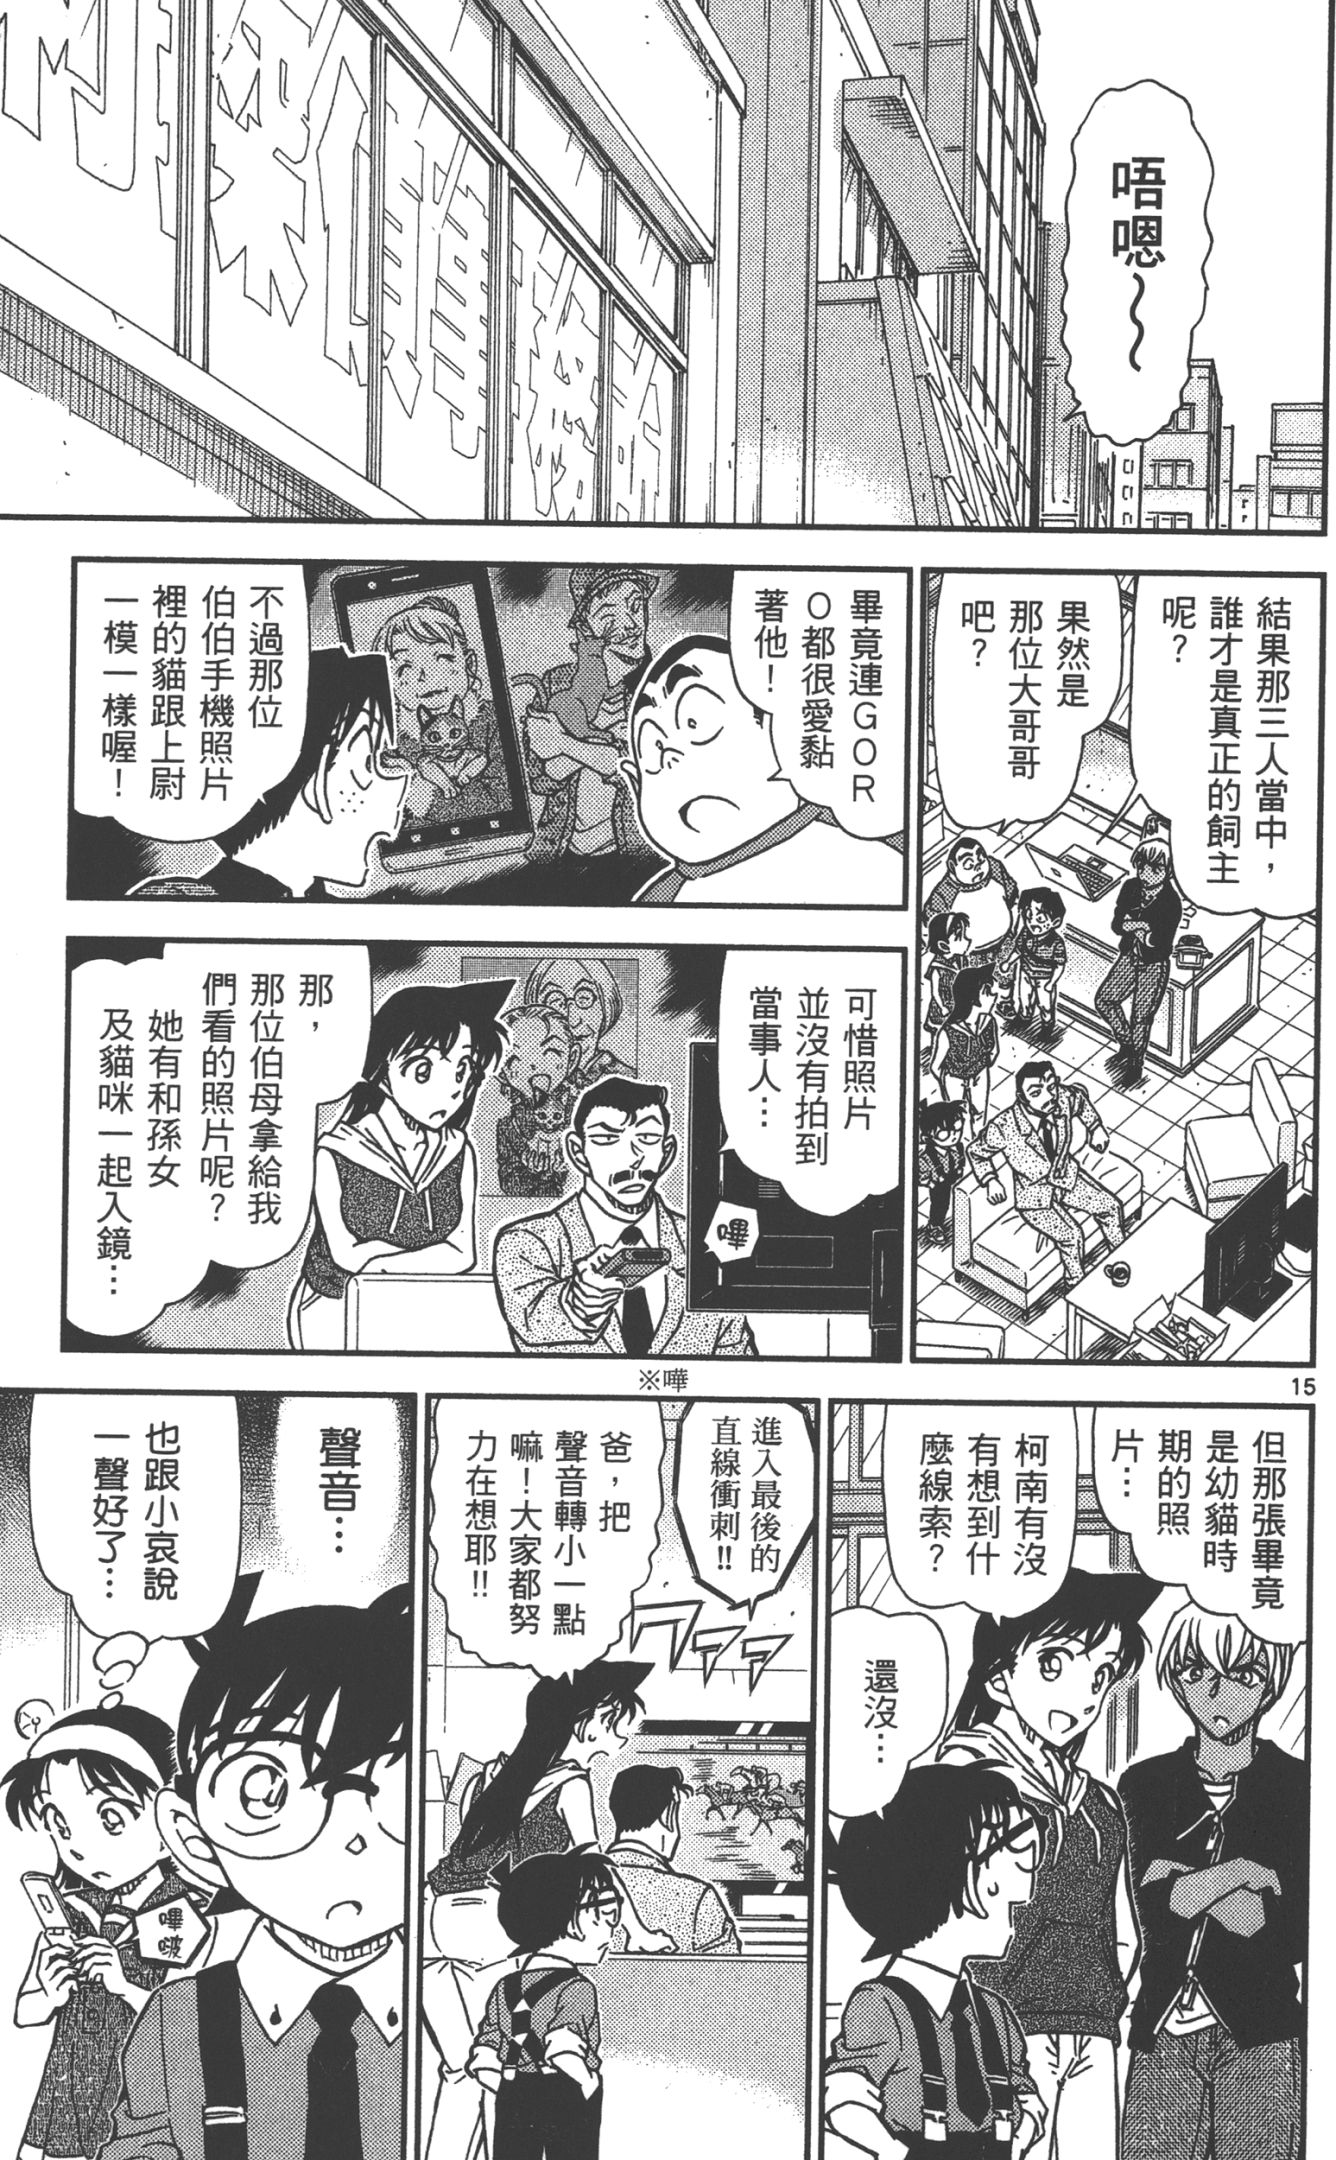 唔嗯～～
結果那三人當中，
誰才是真正的飼主
呢？
果然是
那位大哥哥
吧？
畢竟連GOR
O都很愛黏
著他！
不過那位
伯伯手機照片
裡的貓跟上尉
一模一樣喔！
可惜照片
並沒有拍到
當事人…
嗶
那，
那位伯母拿給我
們看的照片呢？
她有和孫女
及貓咪一起入鏡…
※嘩
15
但那張畢竟
是幼貓時
期的照
片…
柯南有沒
有想到什
麼線索？
還沒…
進入最後的
直線衝刺!!
ワアアア
爸，把
聲音轉小一點
嘛！大家都努
力在想耶!!
聲音…
也跟小哀說
一聲好了…
嗶
啵